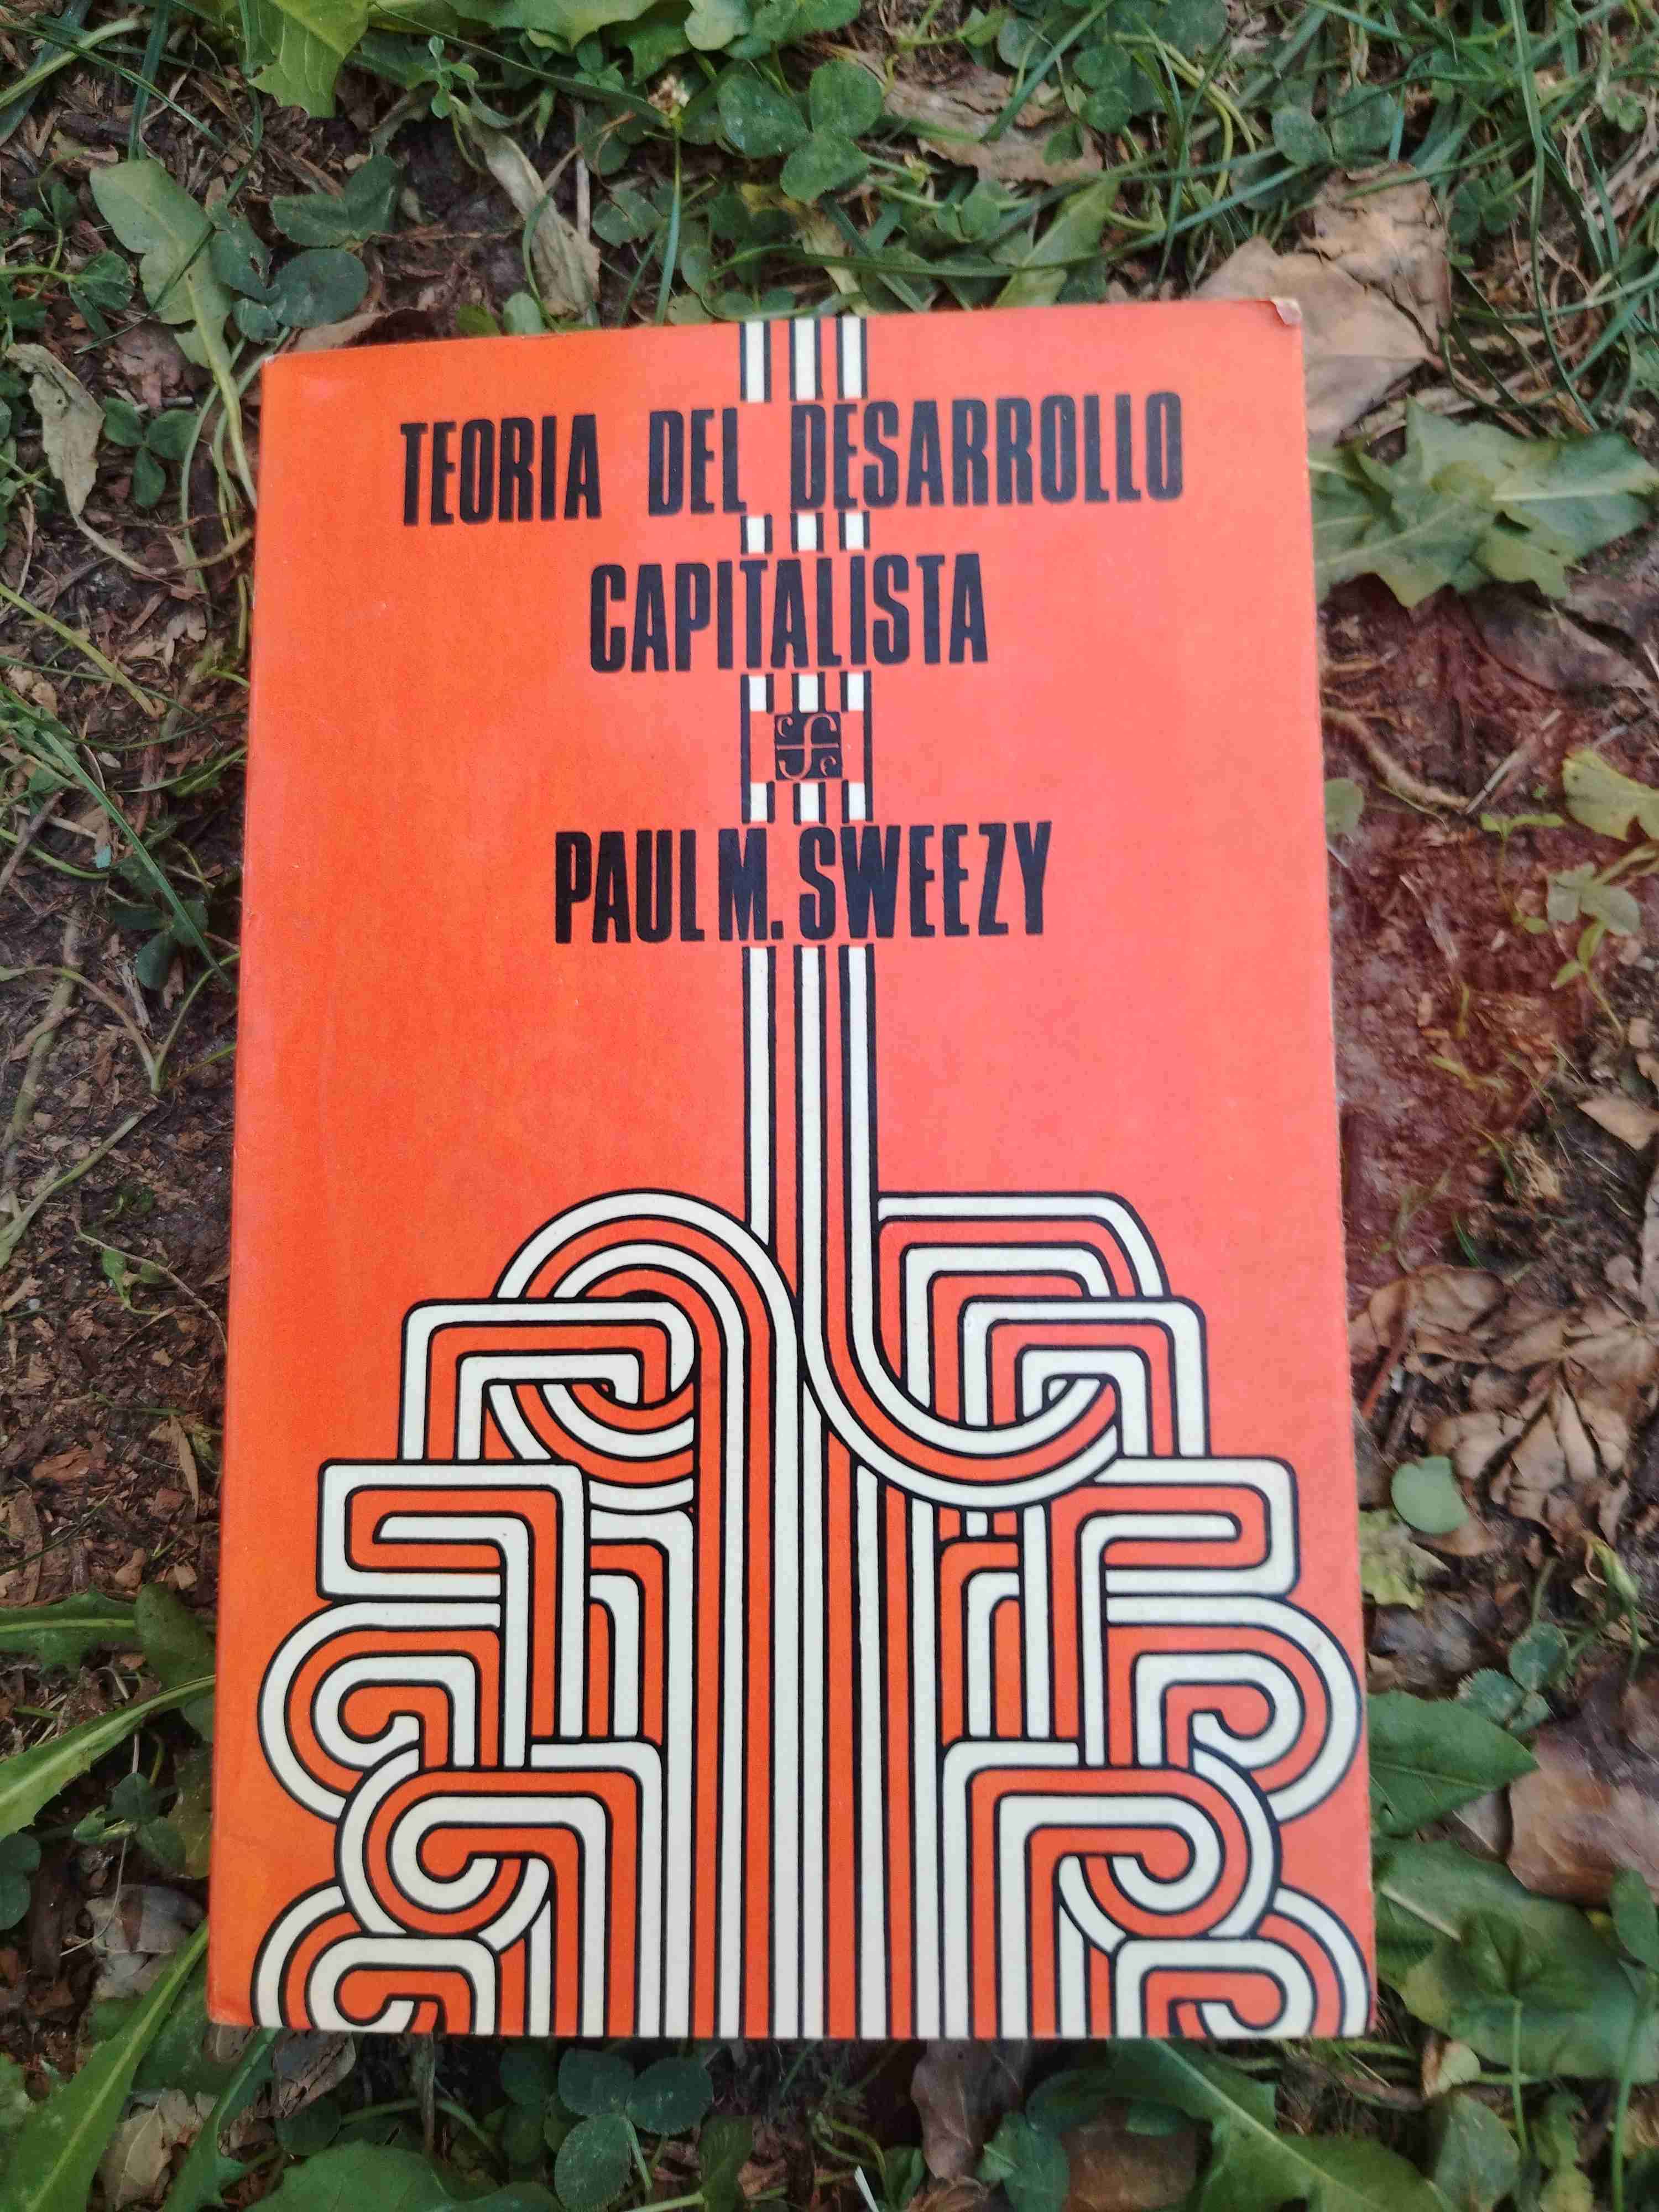 TEORIA DEL DESARROLLO
CAPITALISTA
PAUL M. SWEEZY